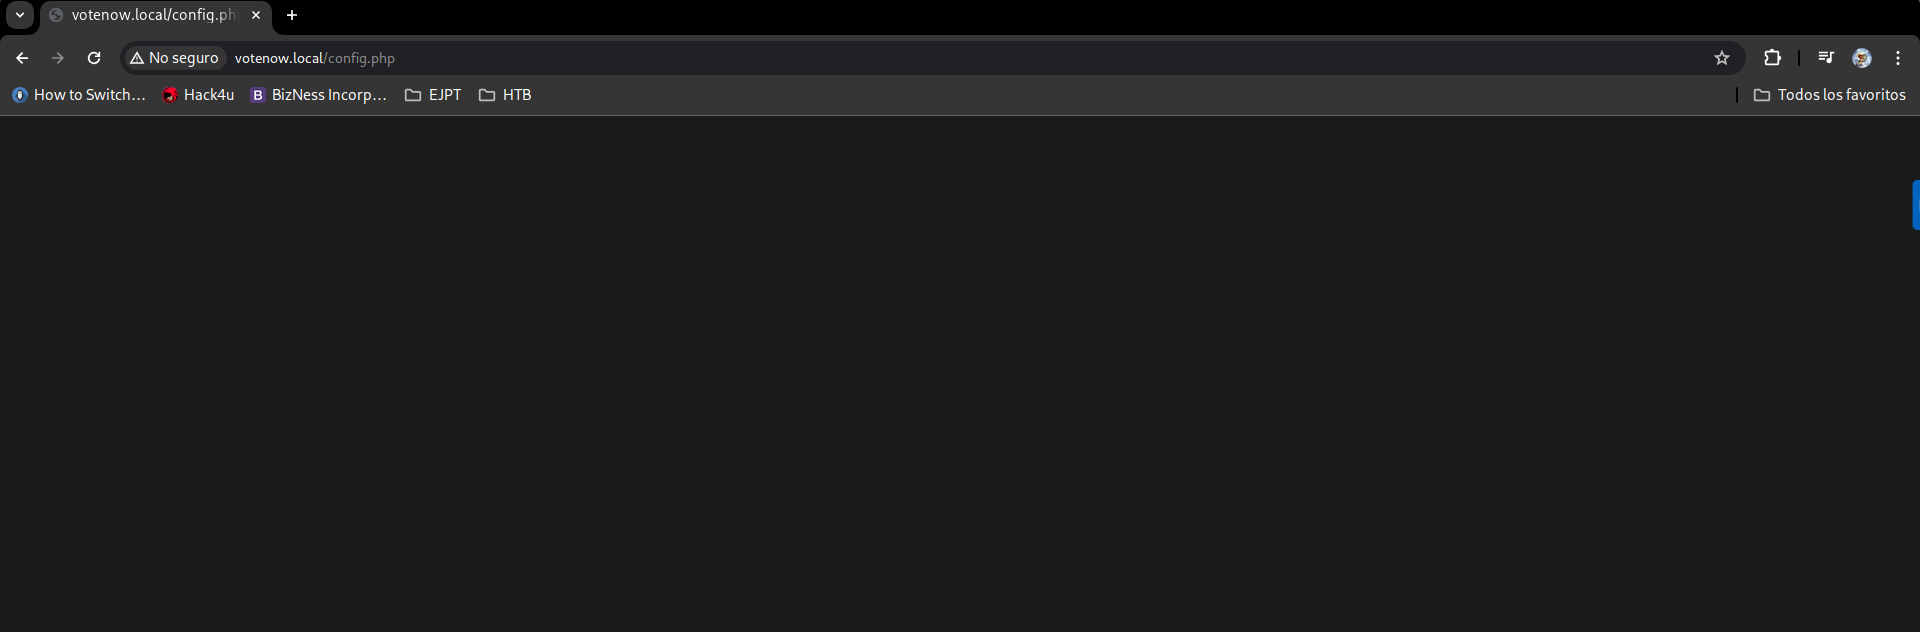 votenow.local/config.ph
No seguro votenow.local/config.php
How to Switch... Hack4u B BizNess Incorp... EJPT HTB Todos los favoritos